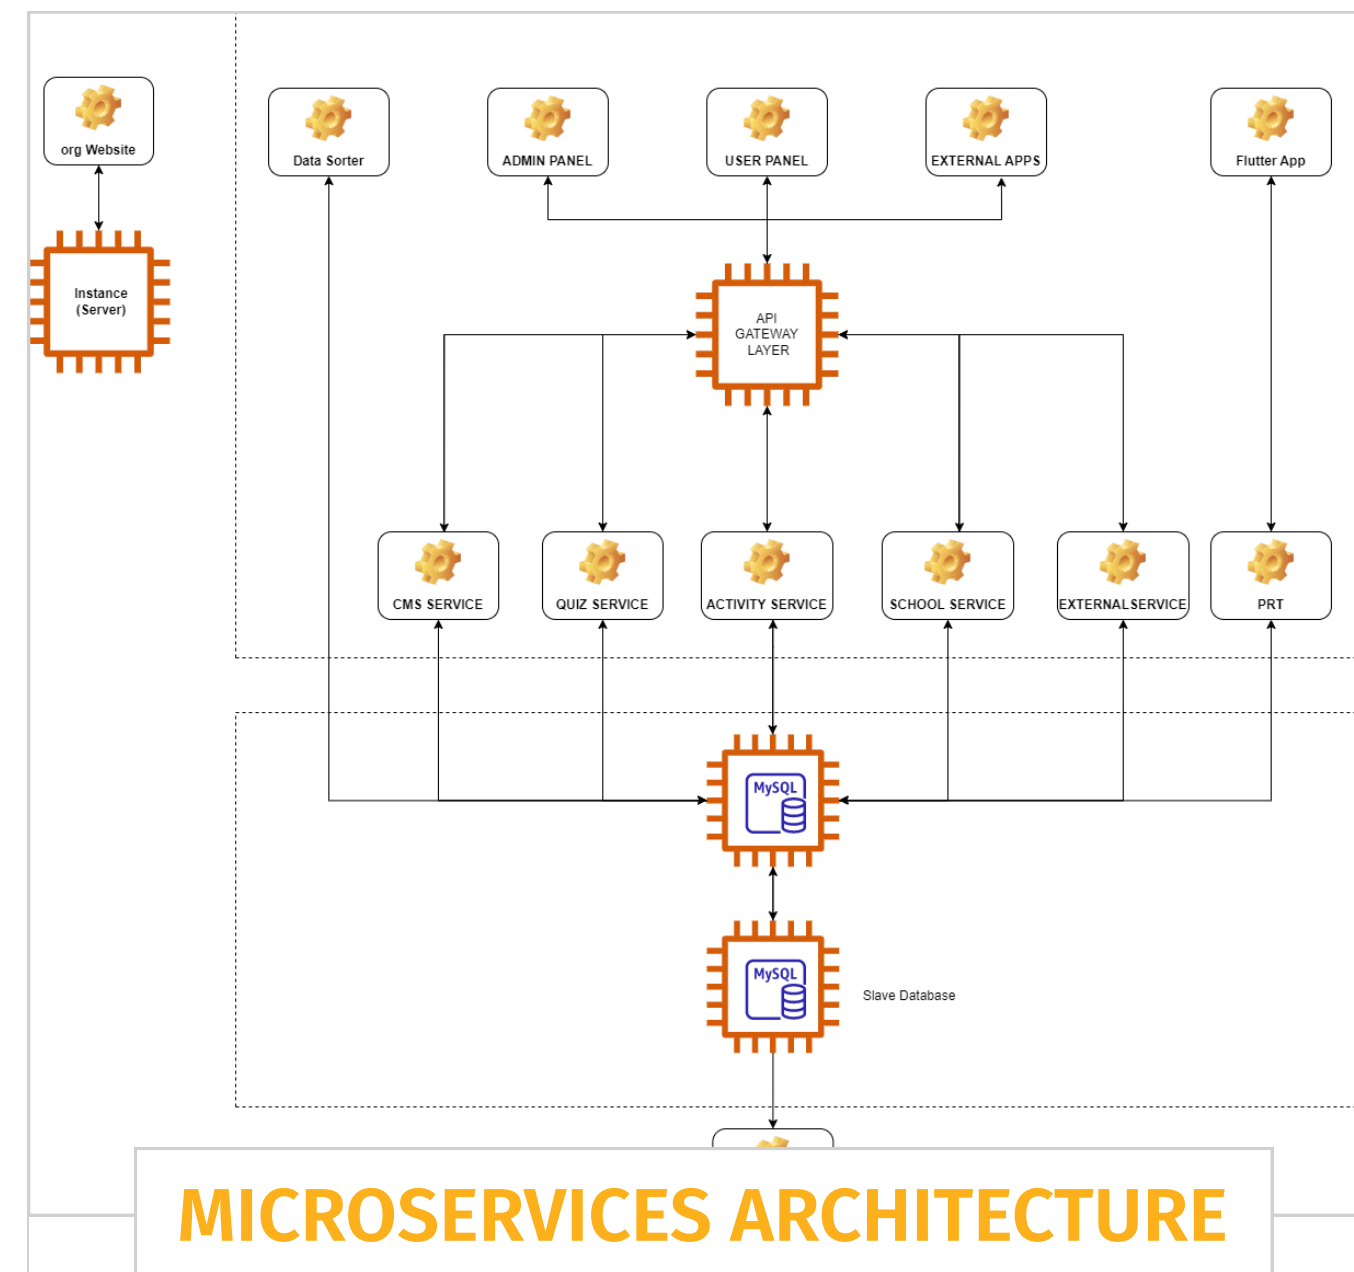 org Website
Data Sorter
ADMIN PANEL
USER PANEL
EXTERNAL APPS
Flutter App
Instance
(Server)
API
GATEWAY
LAYER
CMS SERVICE
QUIZ SERVICE
ACTIVITY SERVICE
SCHOOL SERVICE
EXTERNALSERVICE
PRT
MySQL
MySQL
Slave Database
MICROSERVICES ARCHITECTURE